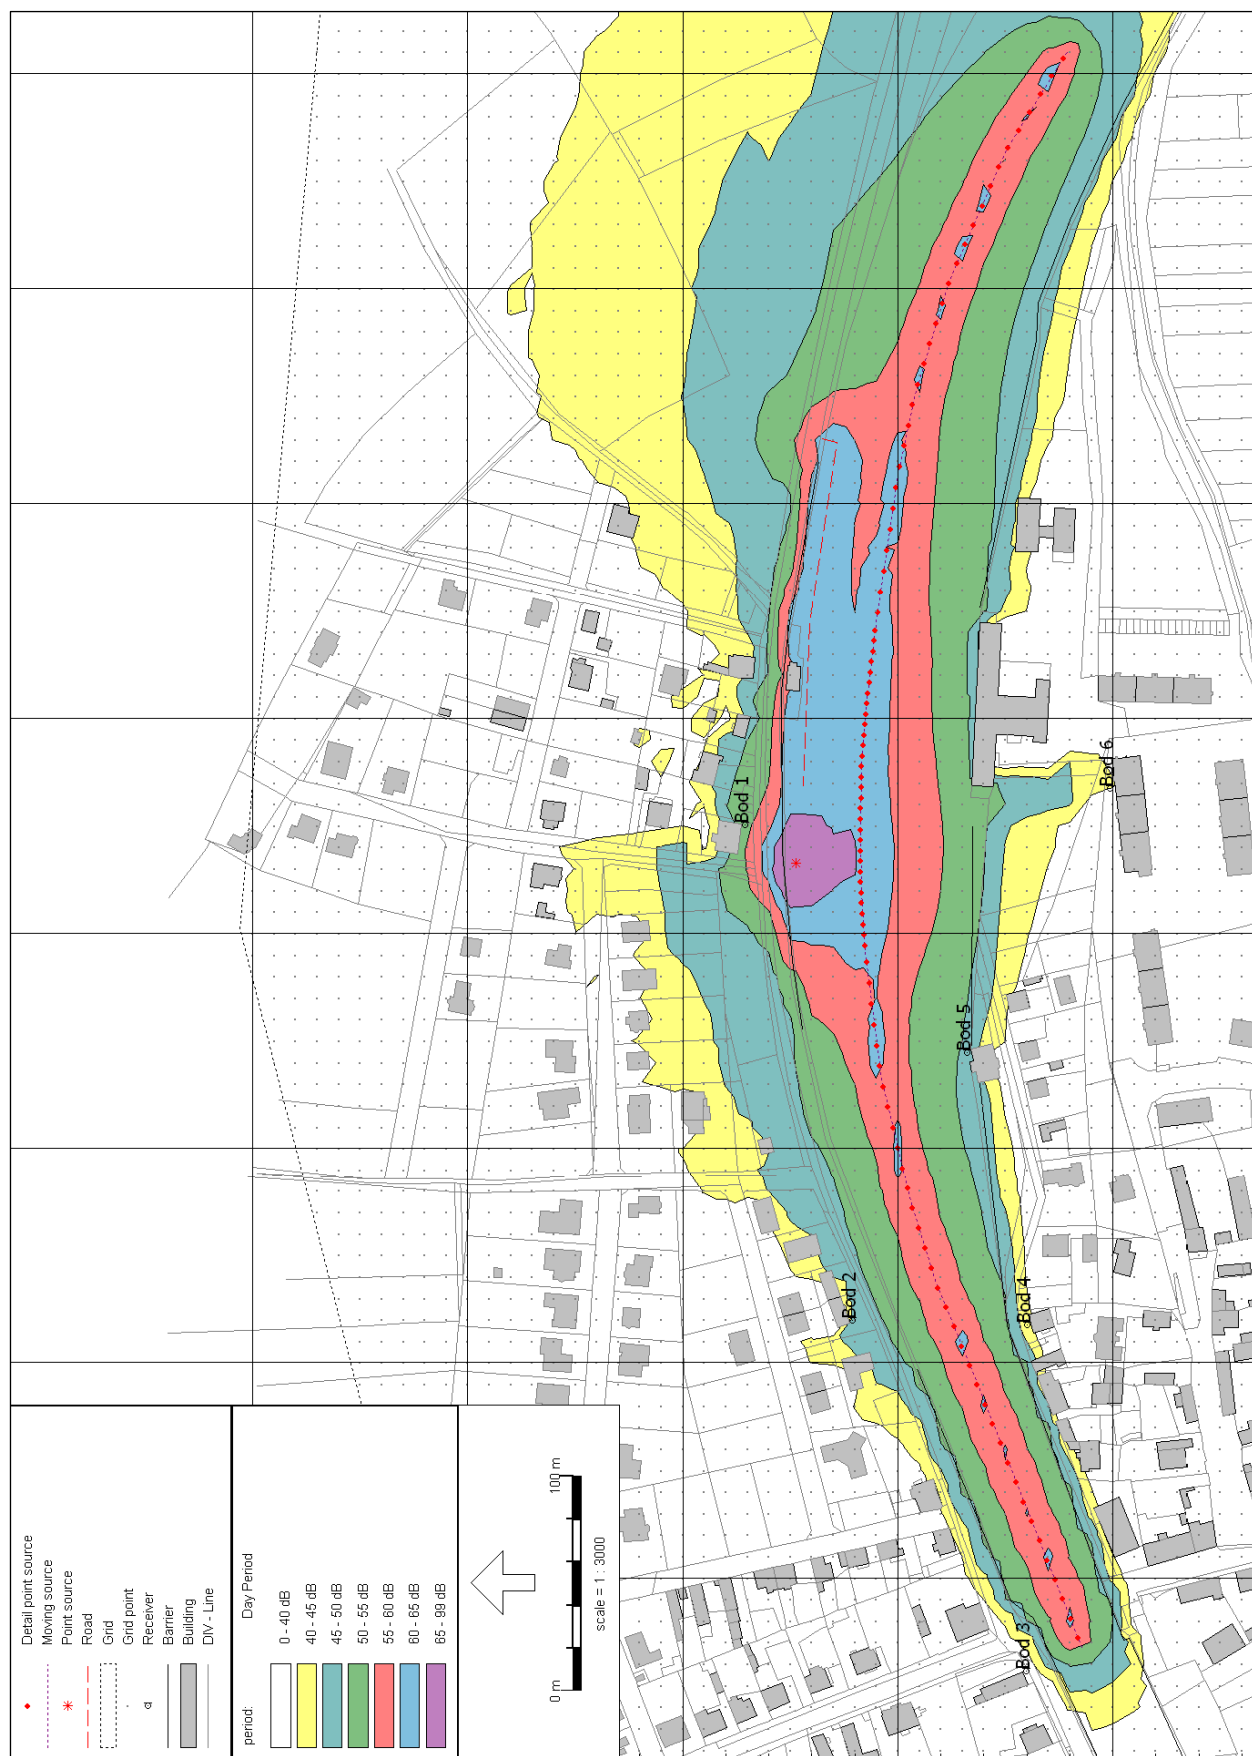 Detail point source
Moving source
Point source
Road
Grid
Grid point
Receiver
Barrier
Building
DIV - Line
period: Day Period
0 - 40 dB
40 - 45 dB
45 - 50 dB
50 - 55 dB
55 - 60 dB
60 - 65 dB
65 - 99 dB
0 m 100 m
scale = 1 : 3000
Bod 1
Bod 2
Bod 3
Bod 4
Bod 5
Bod 6